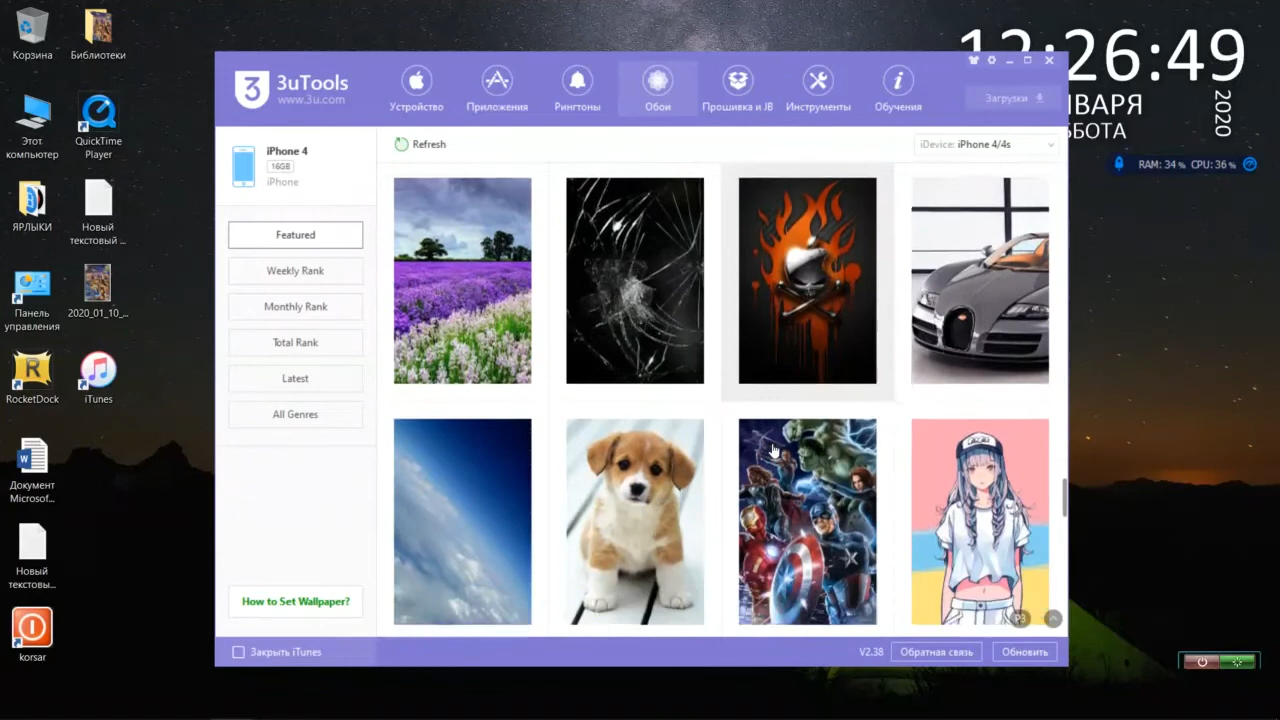 Корзина
Библиотеки
Этот компьютер
QuickTime Player
ЯРЛЫКИ
Новый текстовый ...
Панель управления
2020_01_10_...
RocketDock
iTunes
Документ Microsof...
Новый текстовы...
korsar
3uTools
www.3u.com
Устройство
Приложения
Рингтоны
Обои
Прошивка и JB
Инструменты
Обучения
Загрузки
:26:49
2020
RAM: 34 % CPU: 36 %
iPhone 4
16GB
iPhone
Refresh
iDevice: iPhone 4/4s
Featured
Weekly Rank
Monthly Rank
Total Rank
Latest
All Genres
How to Set Wallpaper?
P3
Закрыть iTunes
V2.38
Обратная связь
Обновить